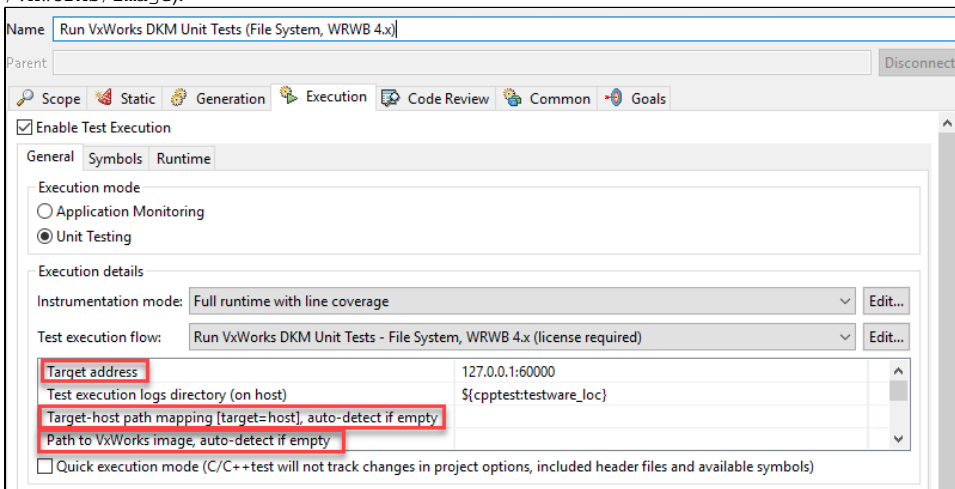 Name Run VxWorks DKM Unit Tests (File System, WRWB 4.x)
Parent Disconnect
Scope Static Generation Execution Code Review Common Goals
Enable Test Execution
General Symbols Runtime
Execution mode
Application Monitoring
Unit Testing
Execution details
Instrumentation mode: Full runtime with line coverage Edit...
Test execution flow: Run VxWorks DKM Unit Tests - File System, WRWB 4.x (license required) Edit...
Target address 127.0.0.1:60000
Test execution logs directory (on host) ${cpptest:testware_loc}
Target-host path mapping [target=host], auto-detect if empty
Path to VxWorks image, auto-detect if empty
Quick execution mode (C/C++test will not track changes in project options, included header files and available symbols)